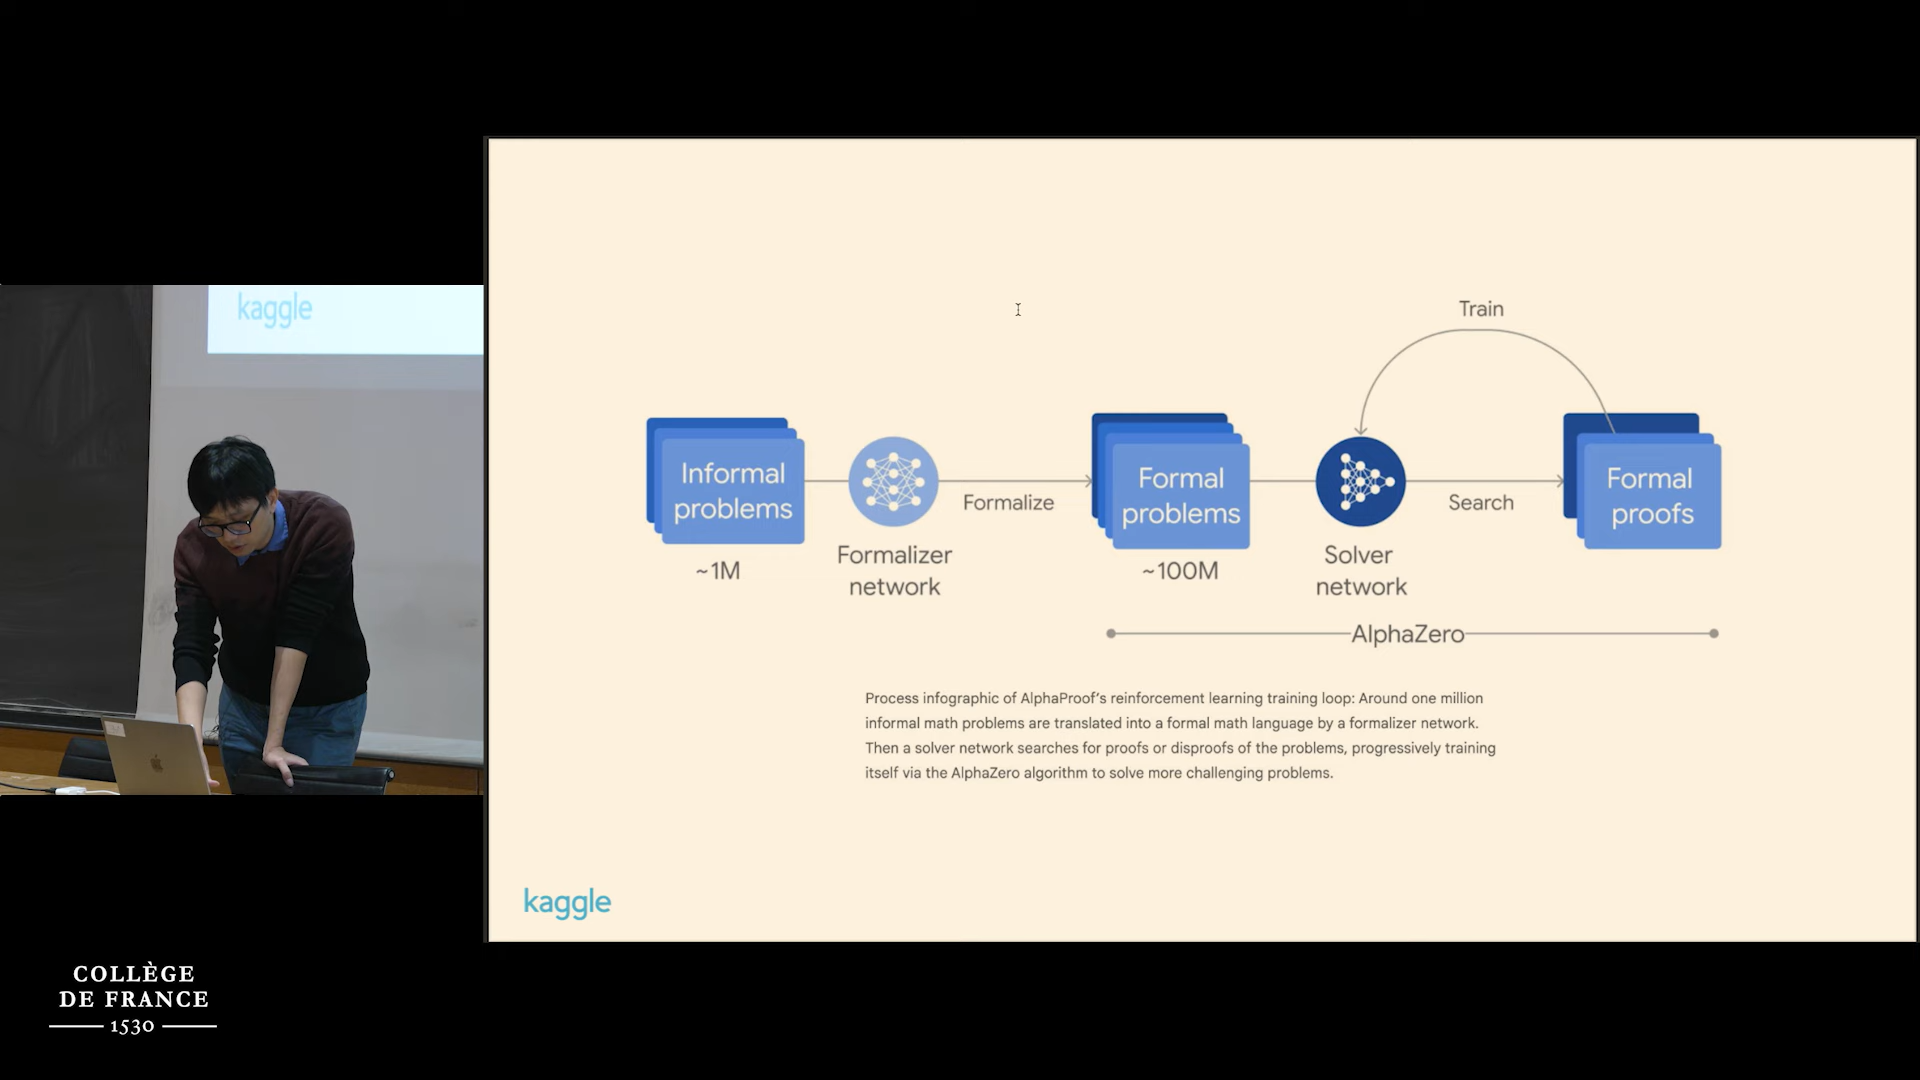 kaggle
Train
Informal
problems
~1M
Formalizer
network
Formalize
Formal
problems
~100M
Solver
network
Search
Formal
proofs
AlphaZero
Process infographic of AlphaProof's reinforcement learning training loop: Around one million
informal math problems are translated into a formal math language by a formalizer network.
Then a solver network searches for proofs or disproofs of the problems, progressively training
itself via the AlphaZero algorithm to solve more challenging problems.
kaggle
COLLÈGE
DE FRANCE
1530